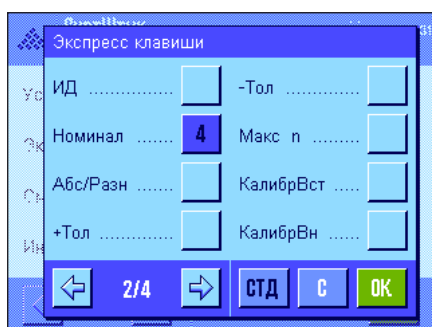 Экспресс клавиши
ИД ...............
-Тол ............
Номинал .......
4
Макс n .........
Абс/Разн .......
КалибрВст .....
+Тол ............
КалибрВн ......
2/4
СТД
C
OK